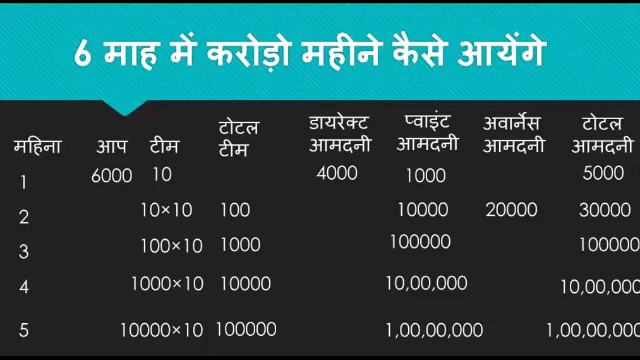 6 माह में करोड़ो महीने कैसे आयेंगे
महिना आप टीम टोटल टीम डायरेक्ट आमदनी प्वाइंट आमदनी अवार्नेस आमदनी टोटल आमदनी
1 6000 10 4000 1000 5000
2 10×10 100 10000 20000 30000
3 100×10 1000 100000 100000
4 1000×10 10000 10,00,000 10,00,000
5 10000×10 100000 1,00,00,000 1,00,00,000